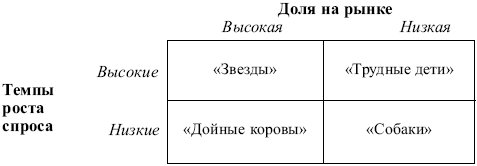 Доля на рынке
Высокая Низкая
Высокие «Звезды» «Трудные дети»
Темпы
роста
спроса
Низкие «Дойные коровы» «Собаки»